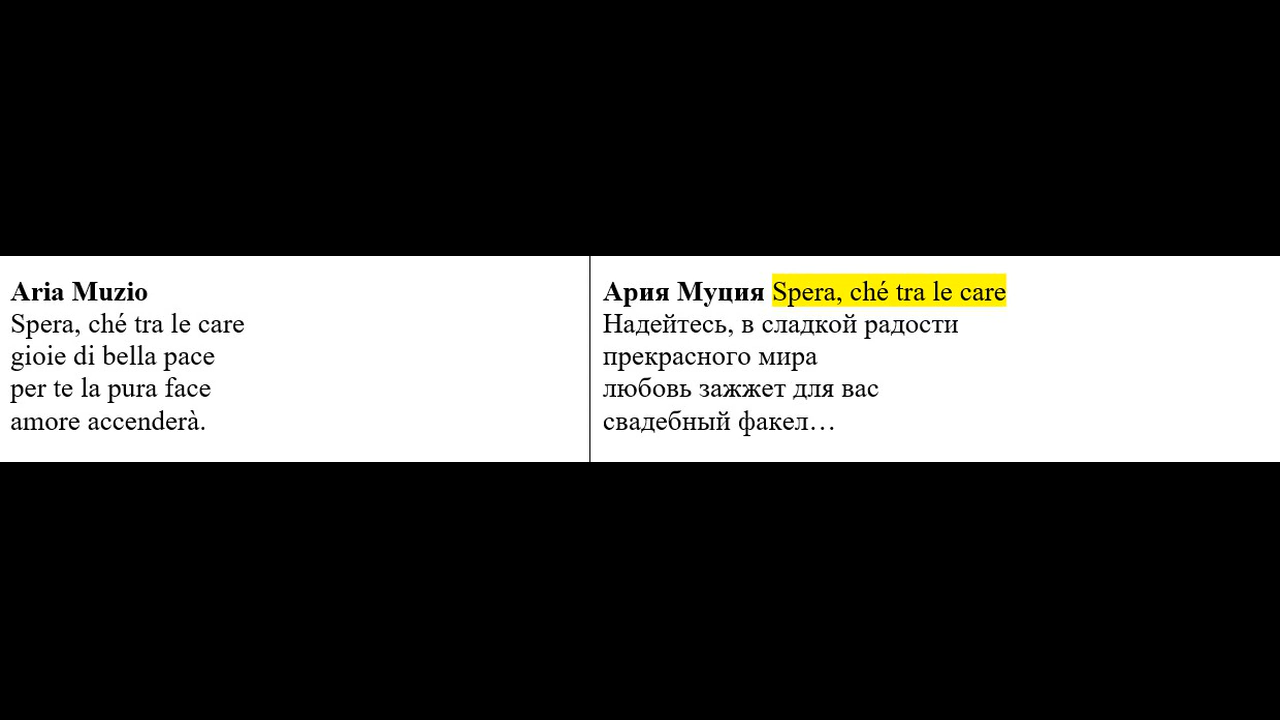 Aria Muzio
Spera, ché tra le care
gioie di bella pace
per te la pura face
amore accenderà.
Ария Муция Spera, ché tra le care
Надейтесь, в сладкой радости
прекрасного мира
любовь зажжет для вас
свадебный факел…